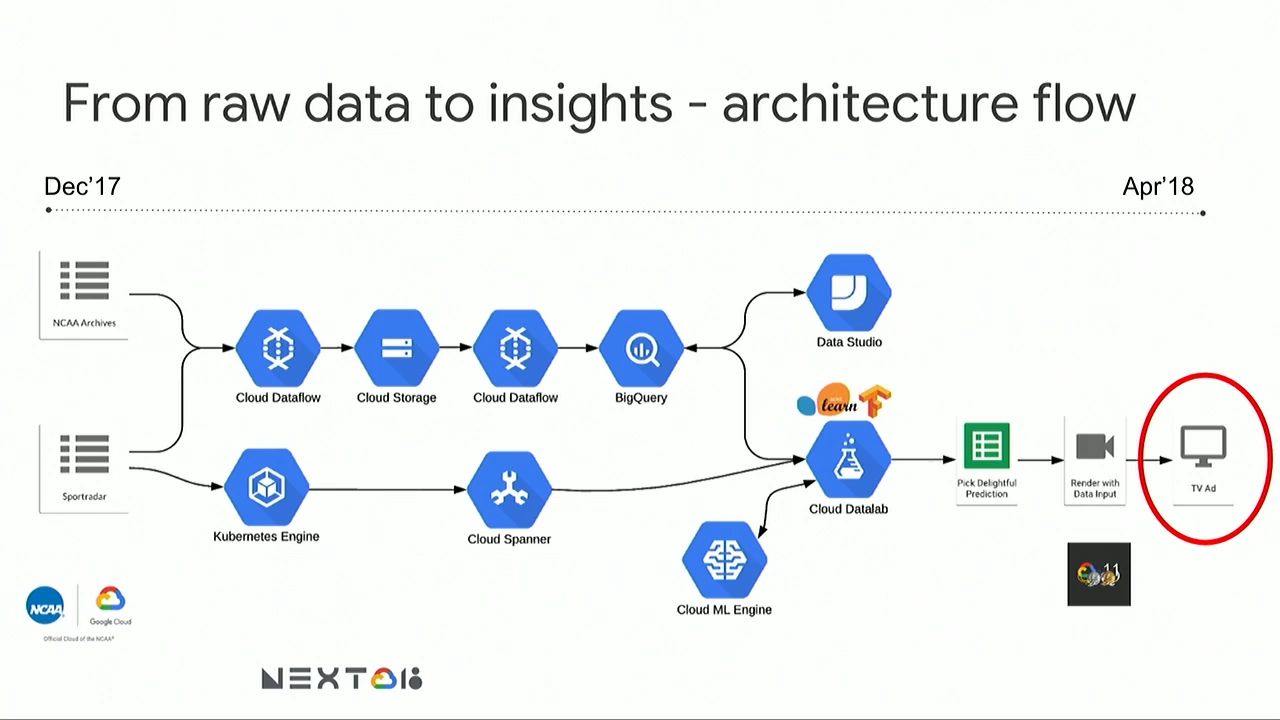 From raw data to insights - architecture flow
Dec'17
Apr'18
NCAA Archives
Cloud Dataflow
Cloud Storage
Cloud Dataflow
BigQuery
Data Studio
learn
Sportradar
Kubernetes Engine
Cloud Spanner
Cloud Datalab
Cloud ML Engine
Pick Delightful
Prediction
Render with
Data Input
TV Ad
11
NCAA
Google Cloud
Official Cloud of the NCAA®
NEXT'18